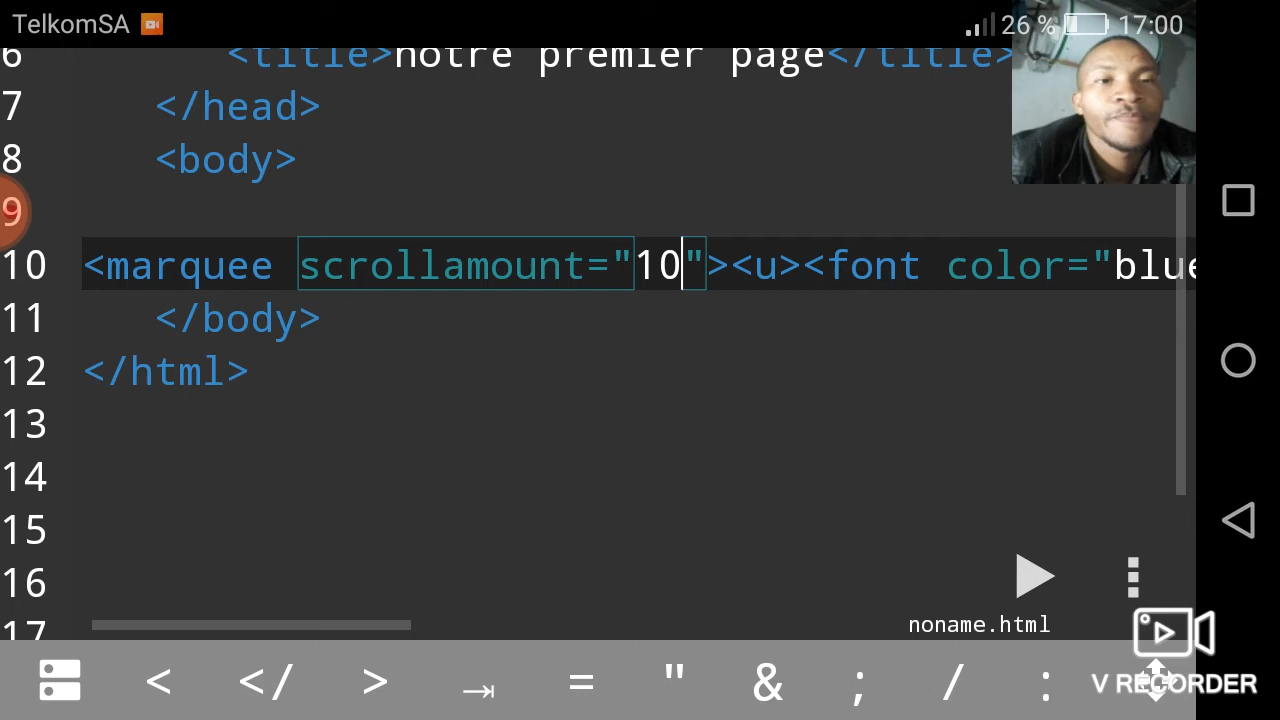 TelkomSA 26 % 17:00
6 <title>notre premier page</title>
7 </head>
8 <body>
9
10 <marquee scrollamount="10"><u><font color="blue
11 </body>
12 </html>
13
14
15
16
17
noname.html
< </ > ⇥ = " & ; / :
V RECORDER